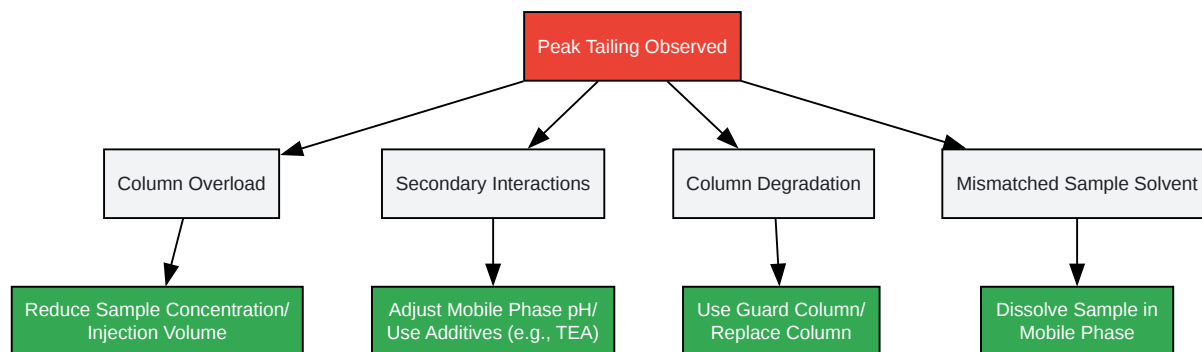 Peak Tailing Observed
Column Overload
Secondary Interactions
Column Degradation
Mismatched Sample Solvent
Reduce Sample Concentration/
Injection Volume
Adjust Mobile Phase pH/
Use Additives (e.g., TEA)
Use Guard Column/
Replace Column
Dissolve Sample in
Mobile Phase